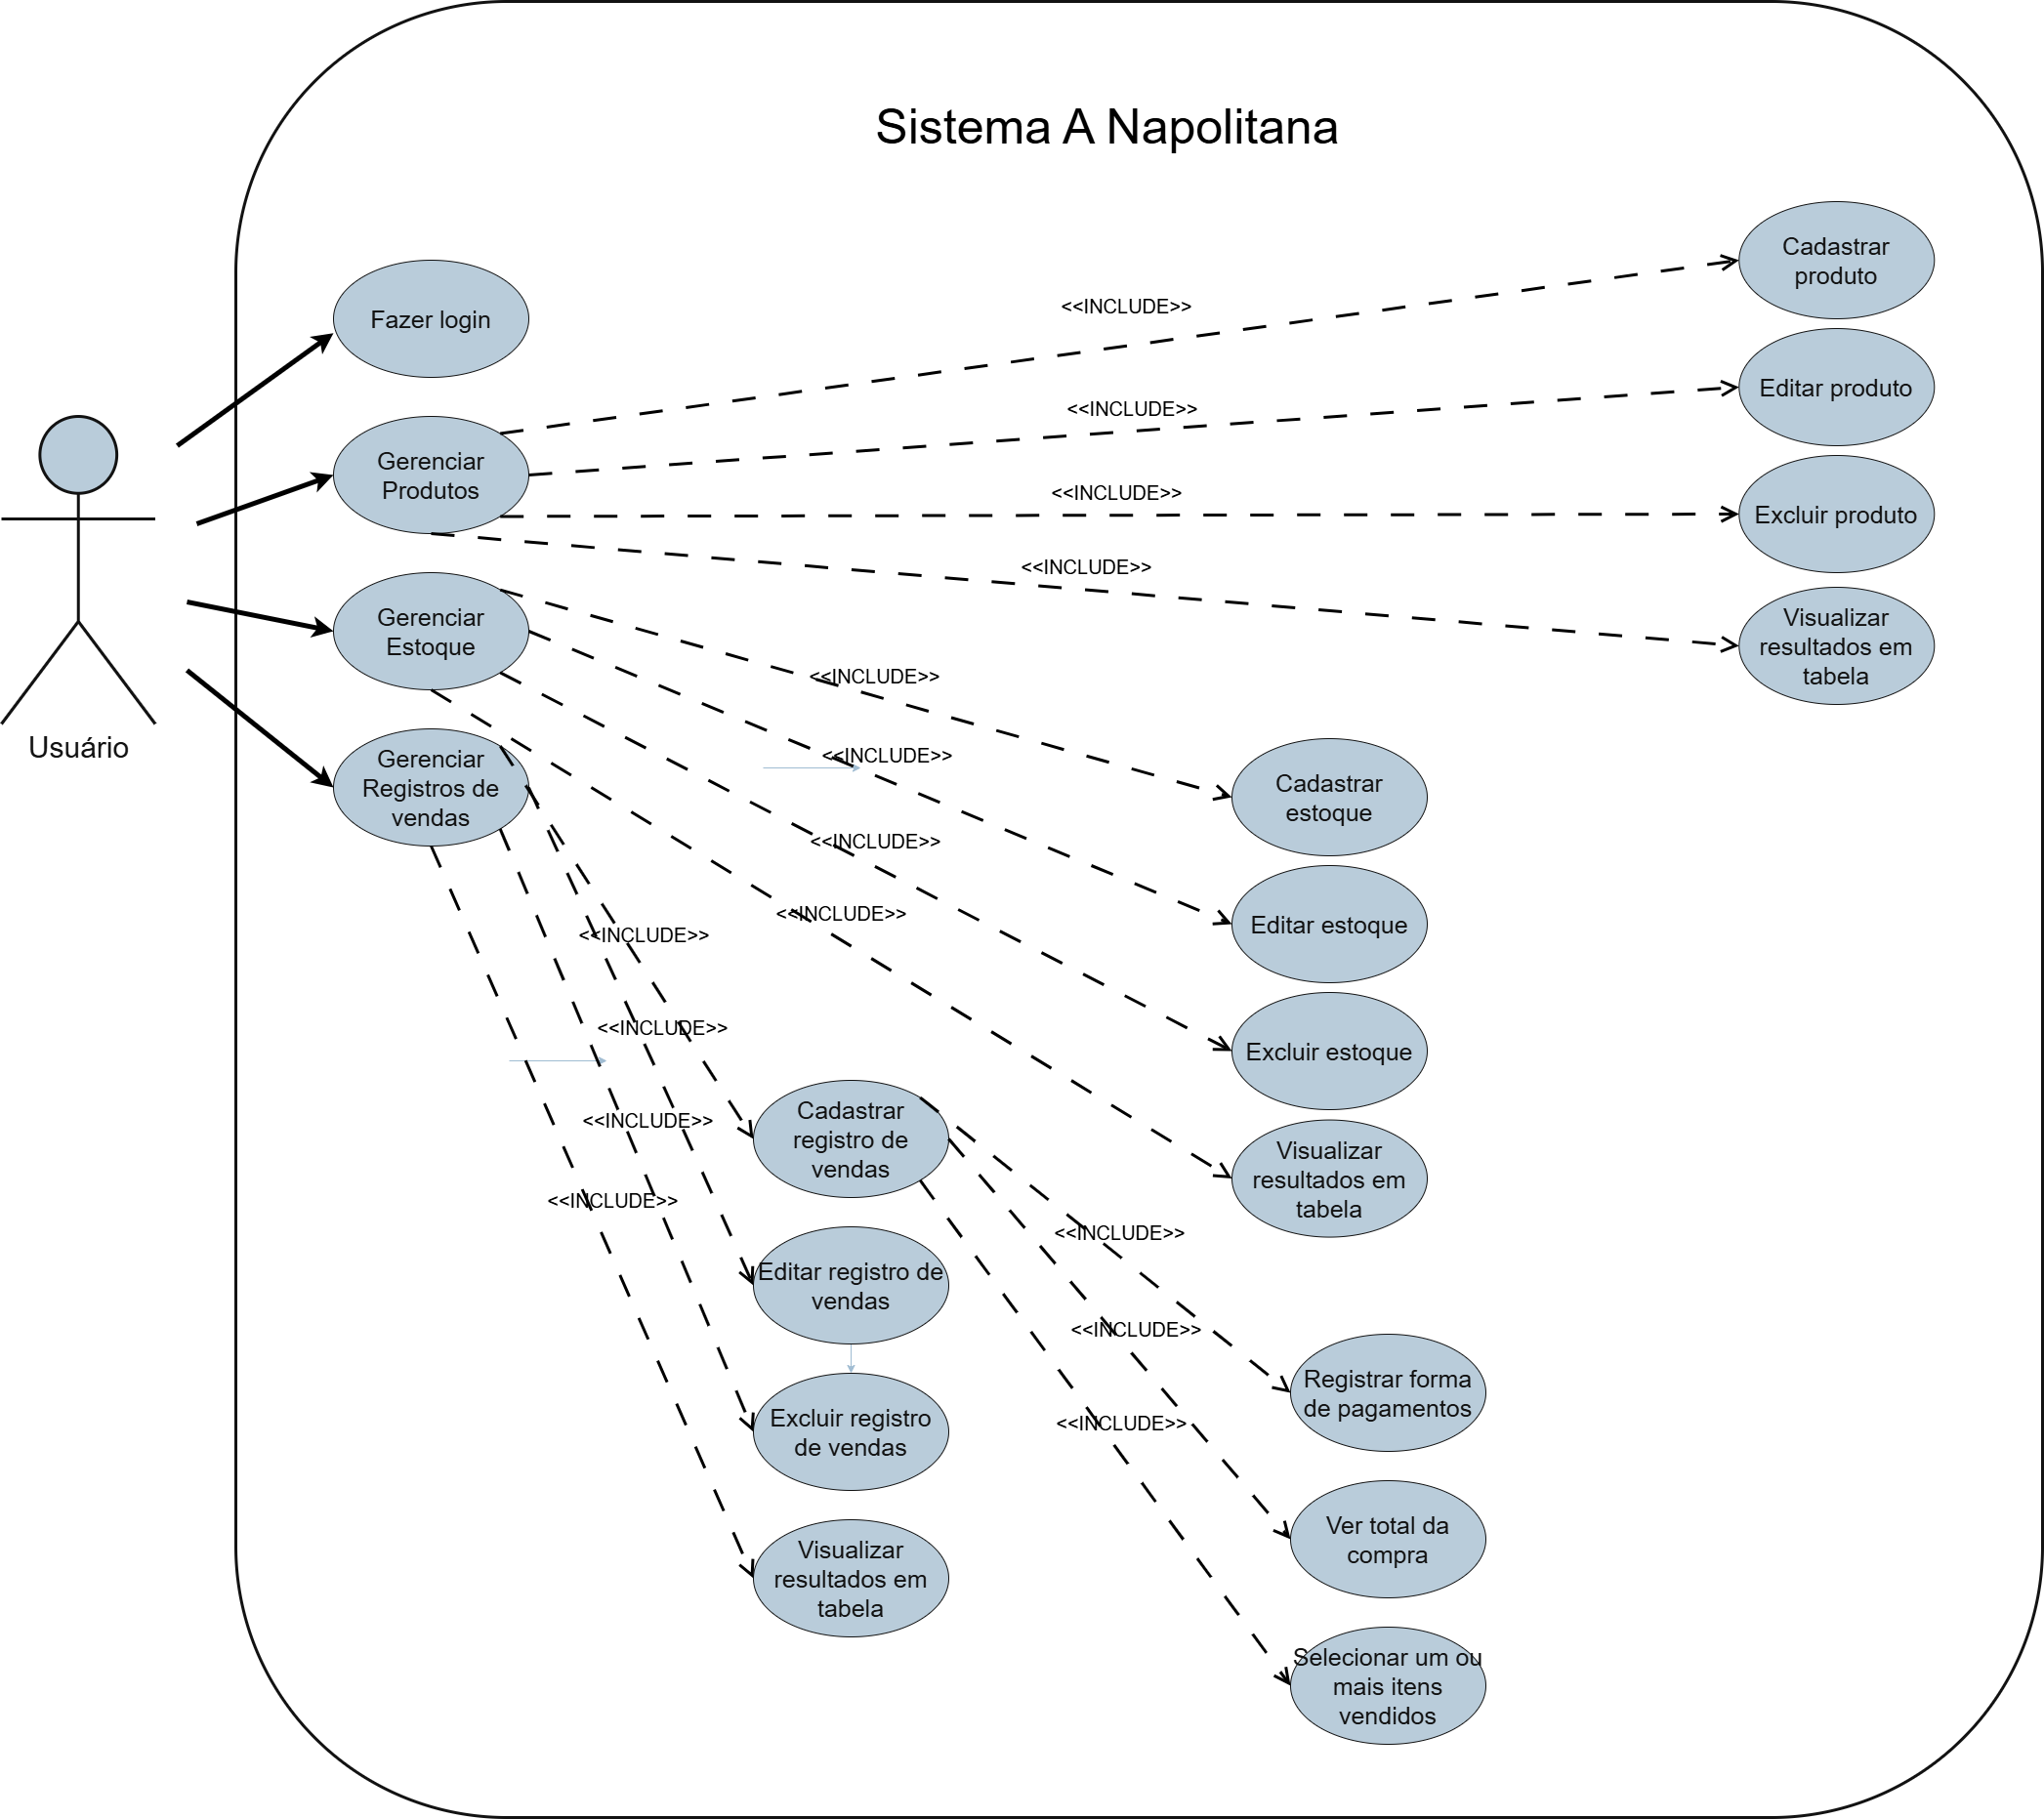 Sistema A Napolitana
Usuário
Fazer login
Gerenciar
Produtos
Gerenciar
Estoque
Gerenciar
Registros de
vendas
<<INCLUDE>>
<<INCLUDE>>
<<INCLUDE>>
<<INCLUDE>>
Cadastrar
produto
Editar produto
Excluir produto
Visualizar
resultados em
tabela
<<INCLUDE>>
<<INCLUDE>>
<<INCLUDE>>
<<INCLUDE>>
Cadastrar
estoque
Editar estoque
Excluir estoque
Visualizar
resultados em
tabela
<<INCLUDE>>
<<INCLUDE>>
<<INCLUDE>>
<<INCLUDE>>
Cadastrar
registro de
vendas
Editar registro de
vendas
Excluir registro
de vendas
Visualizar
resultados em
tabela
<<INCLUDE>>
<<INCLUDE>>
<<INCLUDE>>
Registrar forma
de pagamentos
Ver total da
compra
Selecionar um ou
mais itens
vendidos